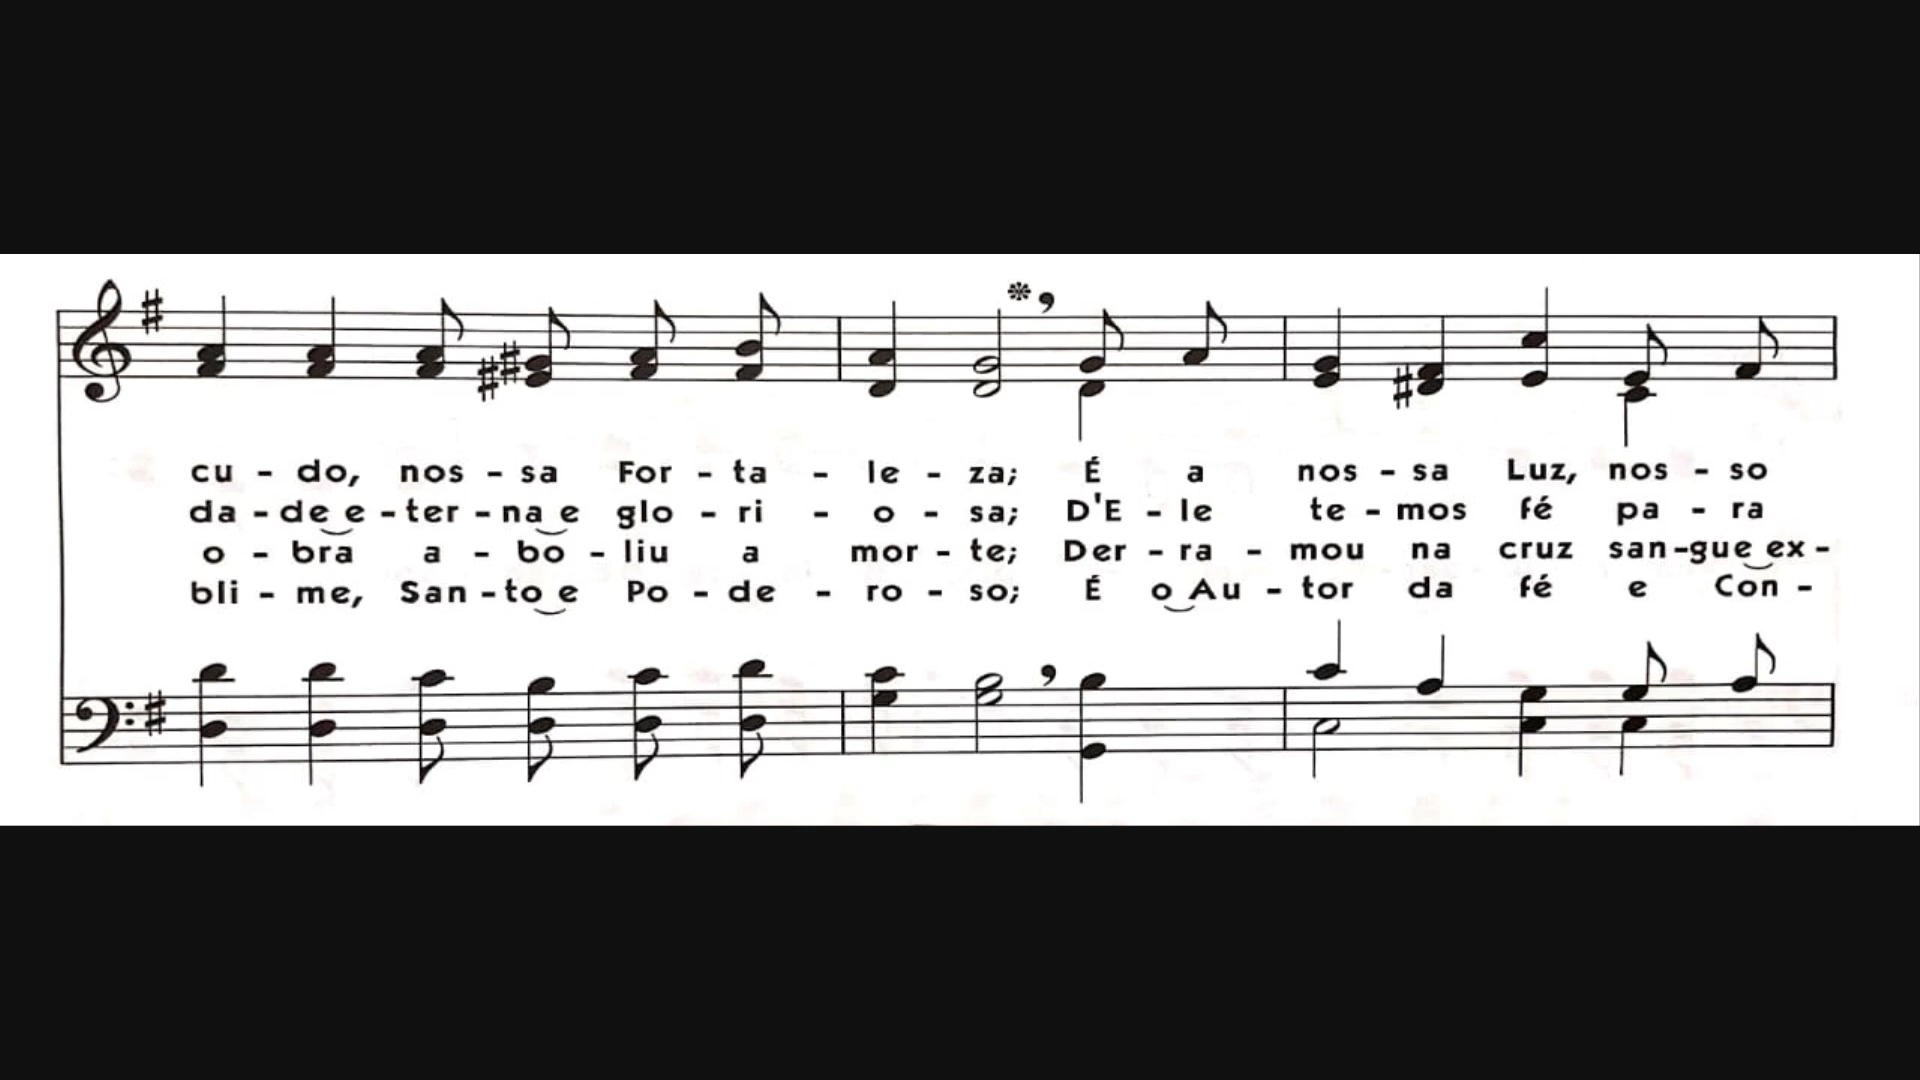 cu - do, nos - sa For - ta - le - za; É a nos - sa Luz, nos - so
da - de e - ter - na e glo - ri - o - sa; D'E - le te - mos fé pa - ra
o - bra a - bo - liu a mor - te; Der - ra - mou na cruz san - gue ex -
bli - me, San - to e Po - de - ro - so; É o Au - tor da fé e Con -